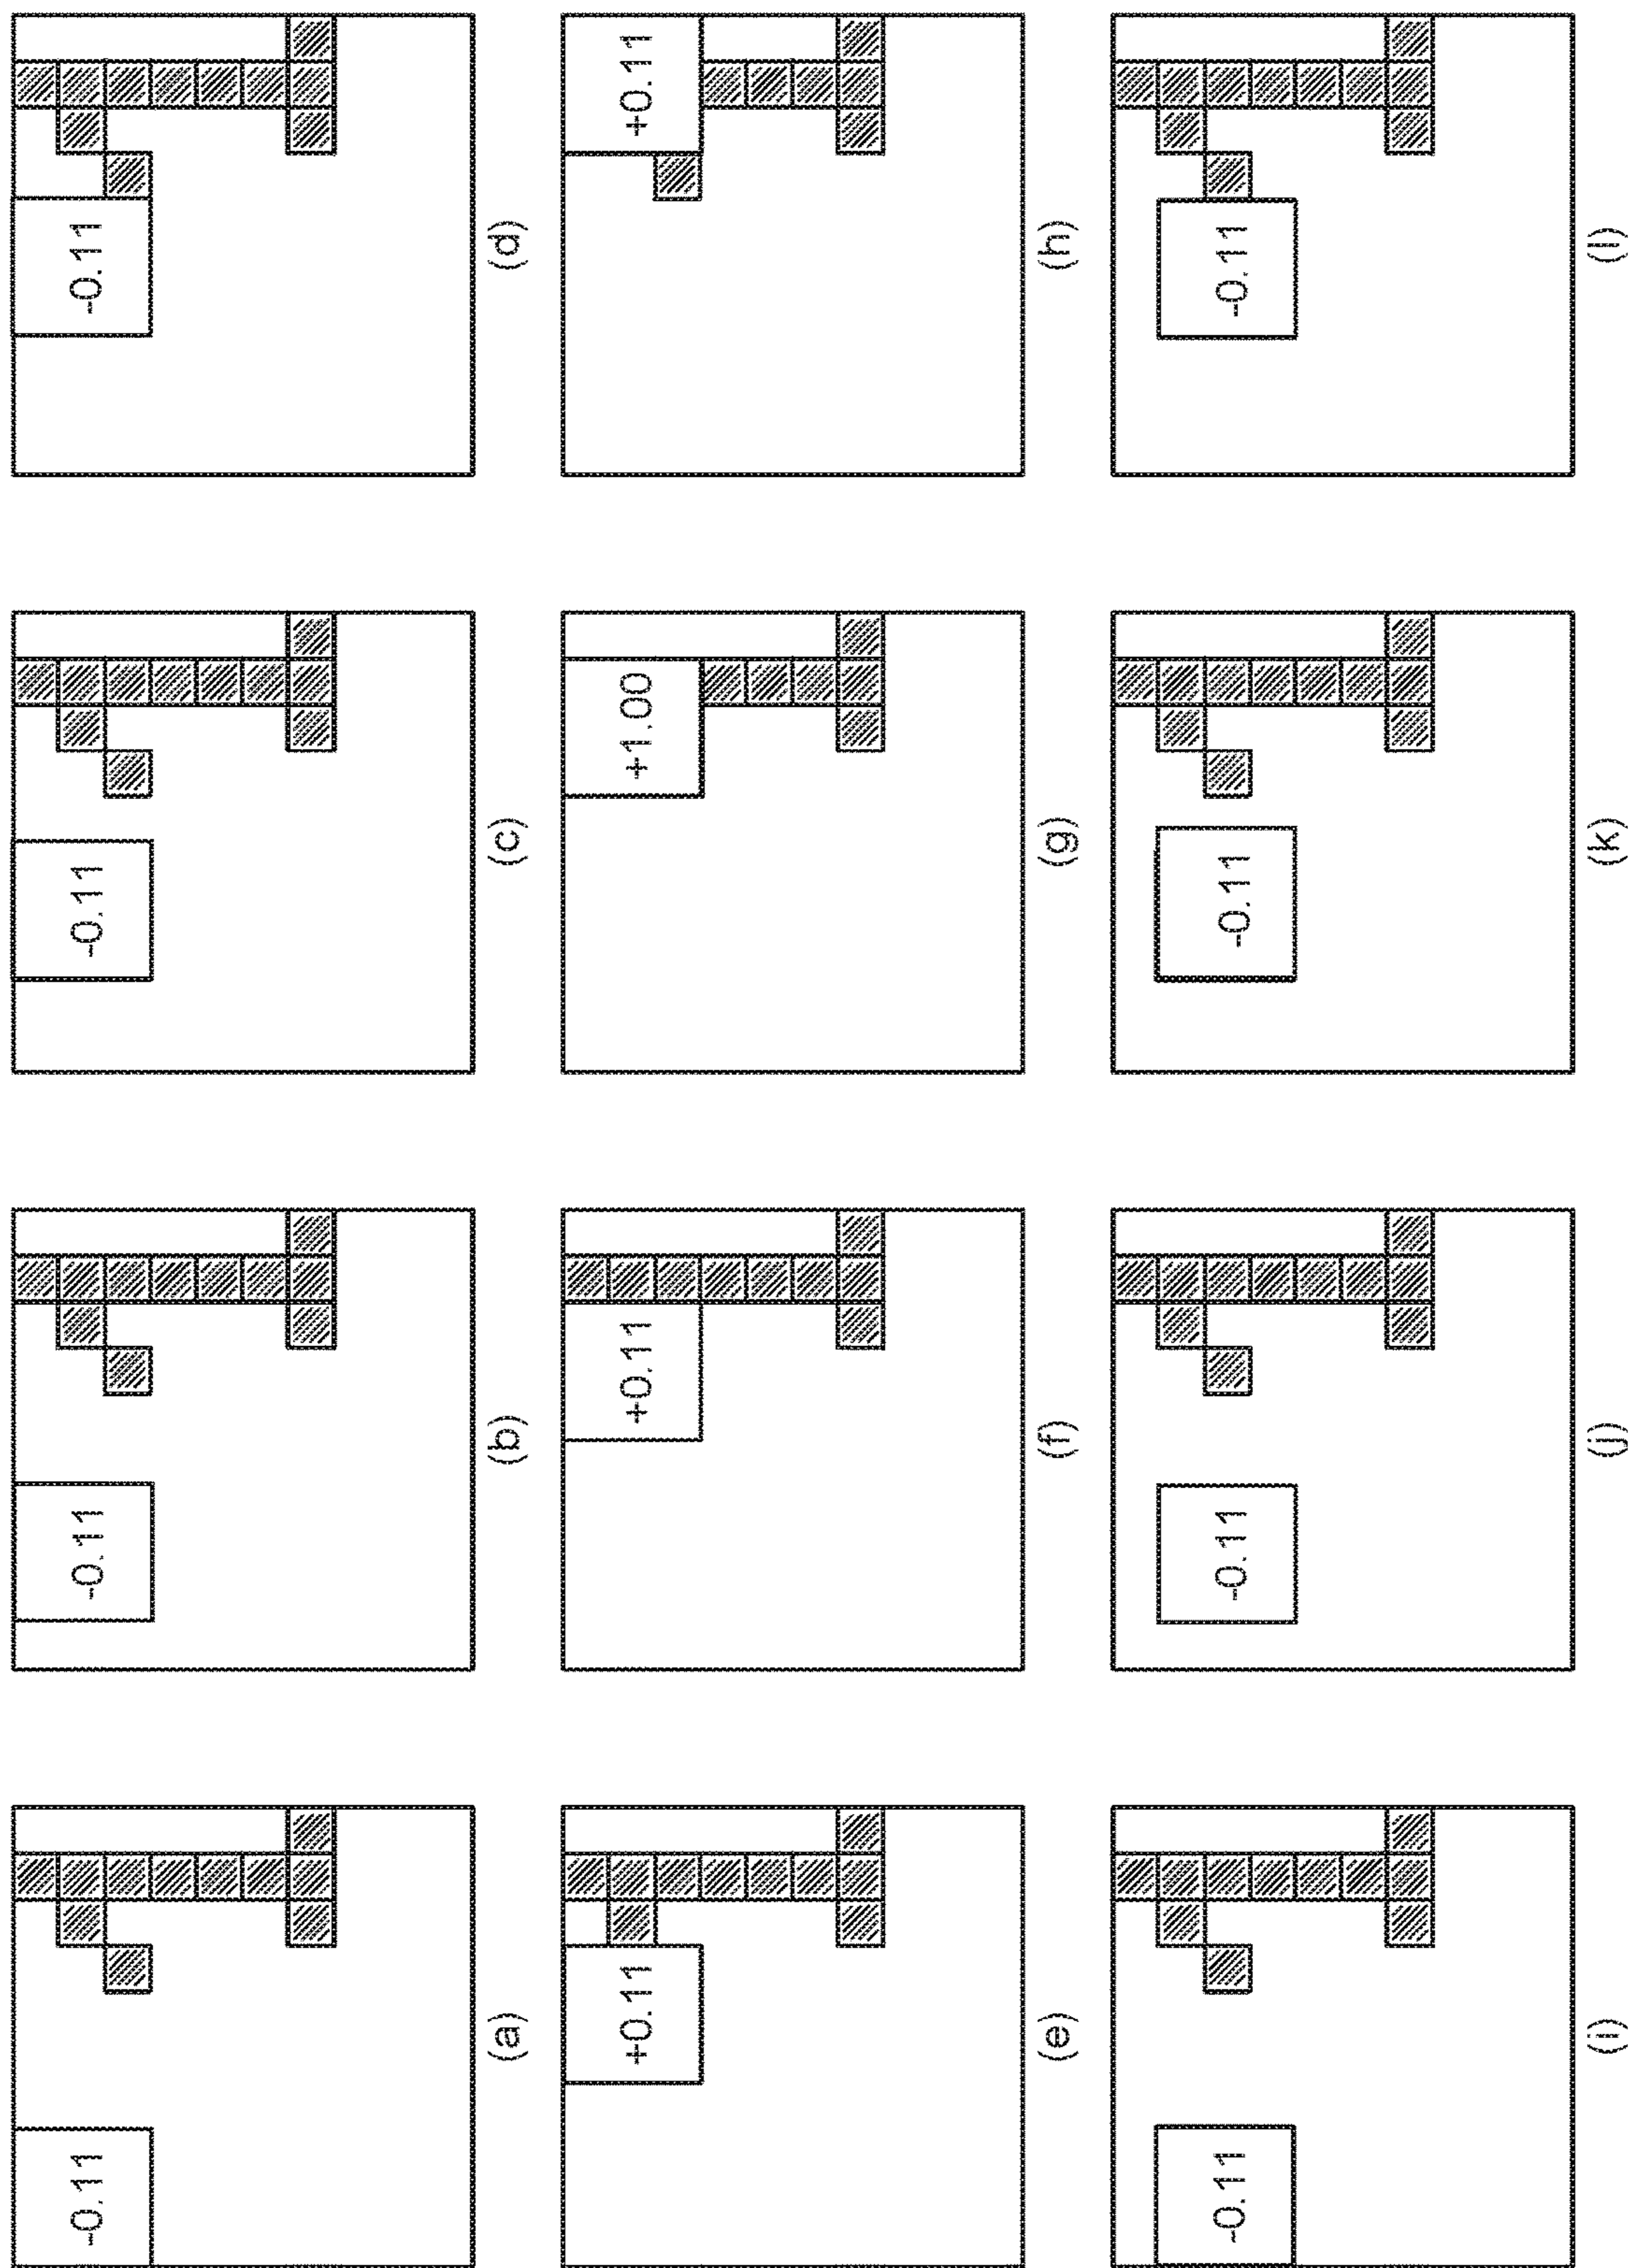 -0.11
-0.11
-0.11
-0.11
(a)
(b)
(c)
(d)
+0.11
+0.11
+1.00
+0.11
(e)
(f)
(g)
(h)
-0.11
-0.11
-0.11
-0.11
(i)
(j)
(k)
(l)